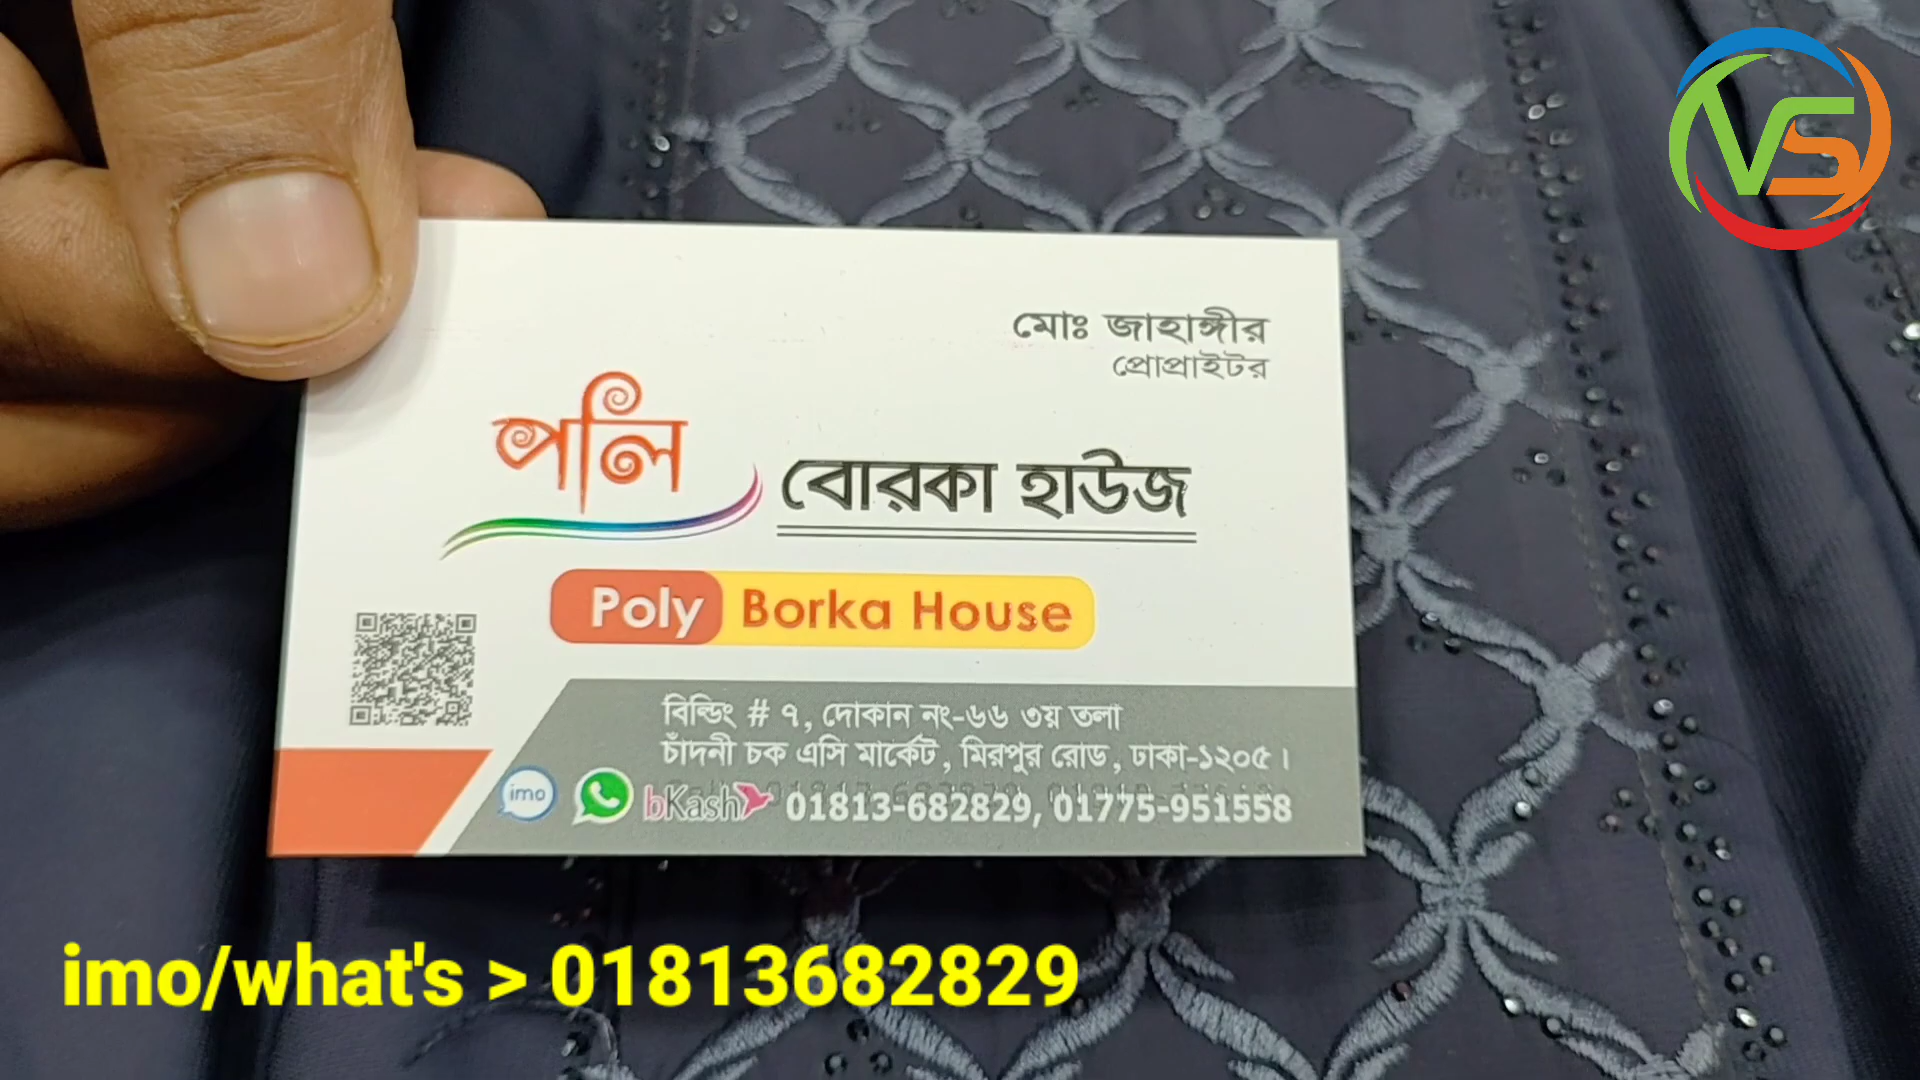 VS
মোঃ জাহাঙ্গীর
প্রোপ্রাইটর
পলি বোরকা হাউজ
Poly Borka House
বিল্ডিং # ৭, দোকান নং-৬৬ ৩য় তলা
চাঁদনী চক এসি মার্কেট, মিরপুর রোড, ঢাকা-১২০৫।
imo bKash 01813-682829, 01775-951558
imo/what's > 01813682829